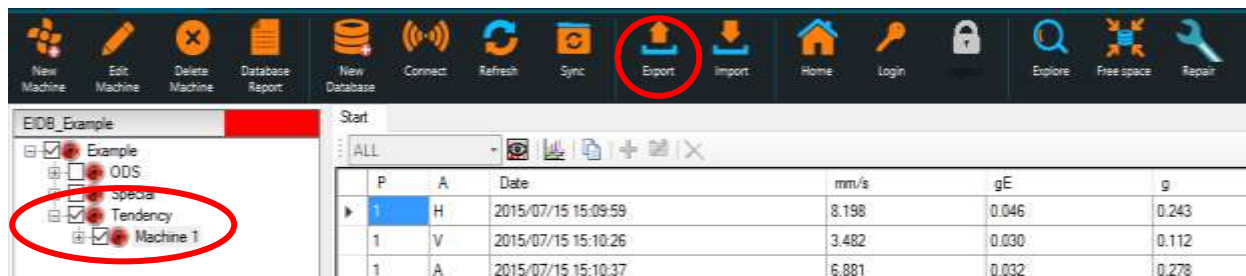 New Machine Edit Machine Delete Machine Database Report New Database Connect Refresh Sync Export Import Home Login Explore Free space Repair
EIDB_Example Start
Example ALL
ODS P A Date mm/s gE g
Special
Tendency 1 H 2015/07/15 15:09:59 8.198 0.046 0.243
Machine 1 1 V 2015/07/15 15:10:26 3.482 0.030 0.112
1 A 2015/07/15 15:10:37 6.881 0.032 0.278